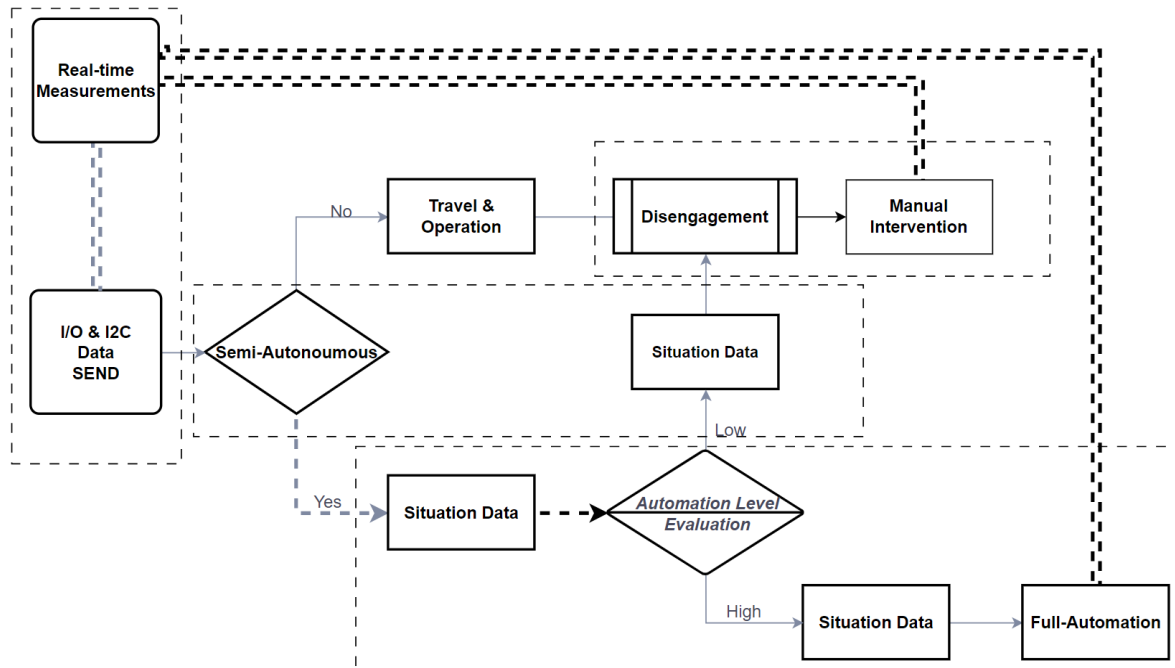 Real-time
Measurements
No
Travel &
Operation
Disengagement
Manual
Intervention
I/O & I2C
Data
SEND
Semi-Autonoumous
Situation Data
Low
Yes
Situation Data
Automation Level
Evaluation
High
Situation Data
Full-Automation